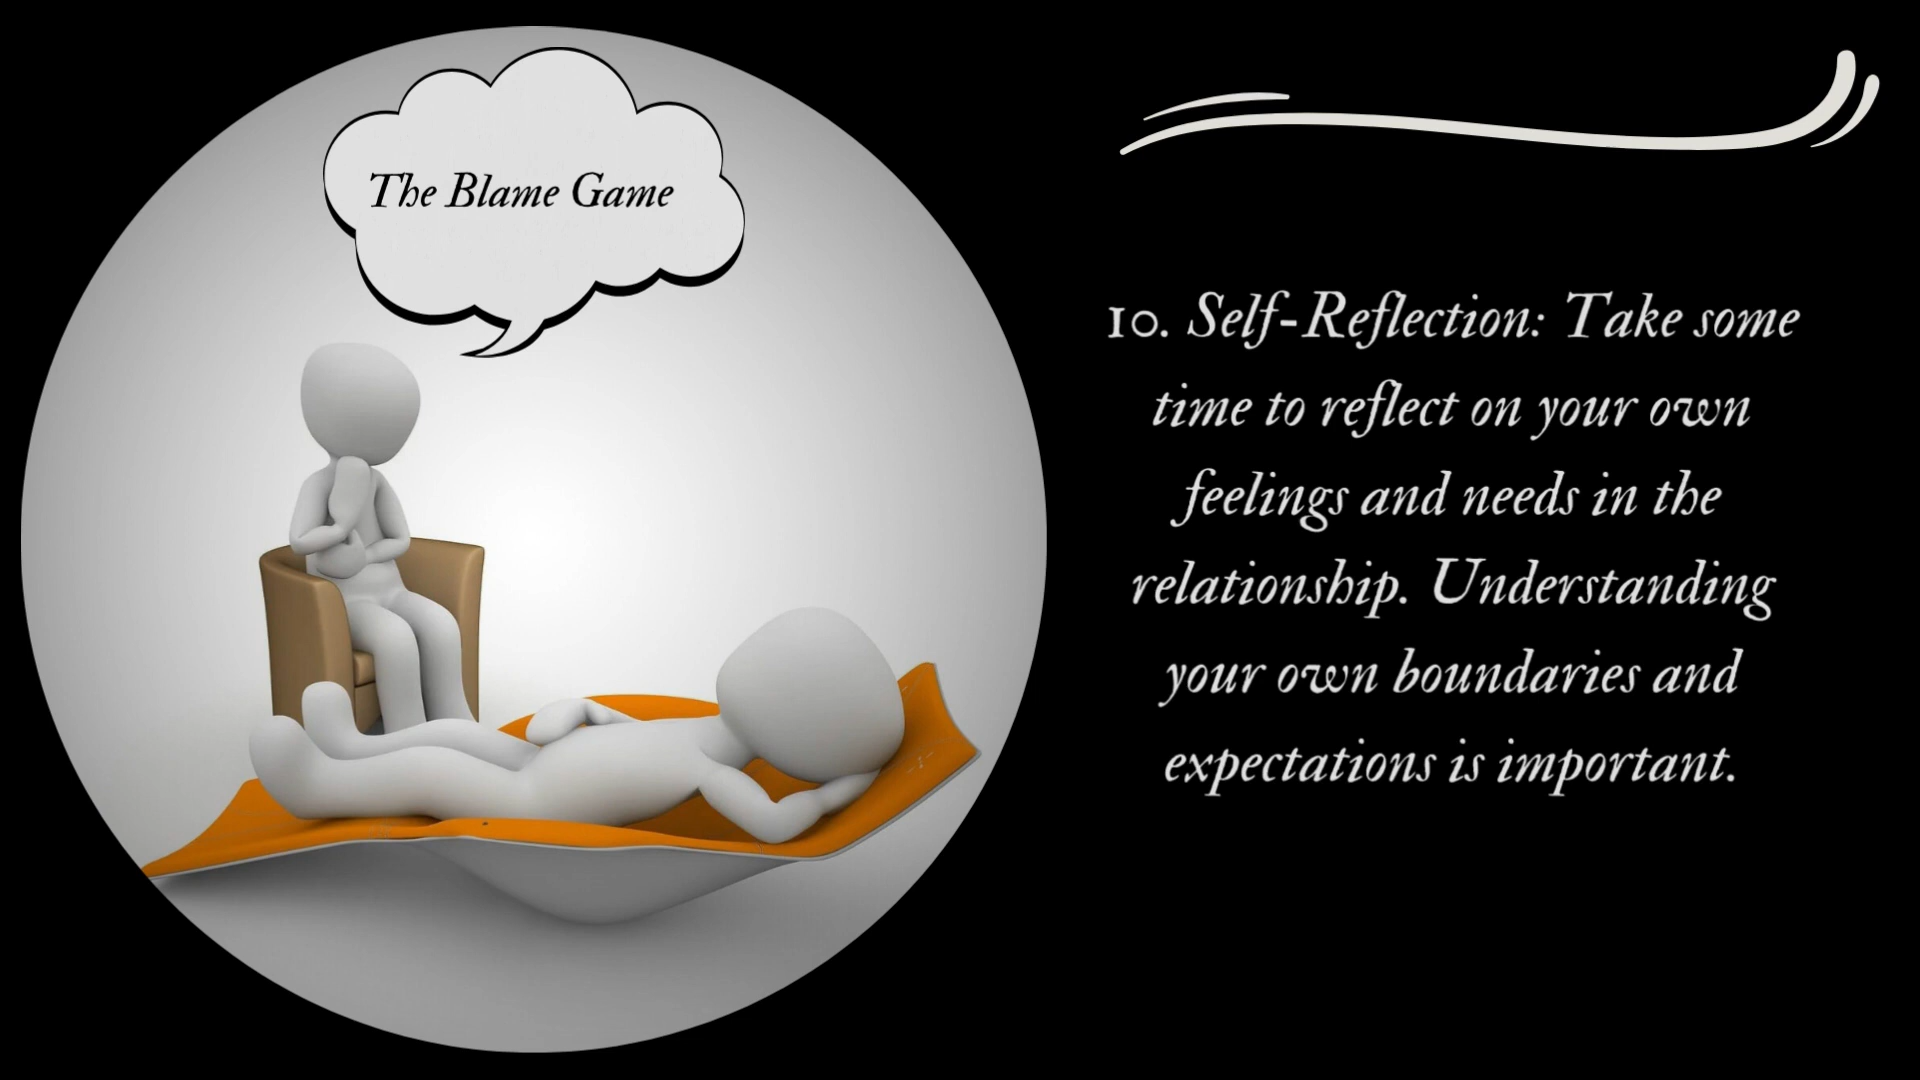 The Blame Game
10. Self-Reflection: Take some
time to reflect on your own
feelings and needs in the
relationship. Understanding
your own boundaries and
expectations is important.